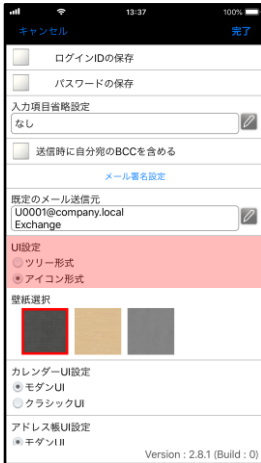 13:37
100%
キャンセル
完了
ログインIDの保存
パスワードの保存
入力項目省略設定
なし
送信時に自分宛のBCCを含める
メール署名設定
既定のメール送信元
U0001@company.local
Exchange
UI設定
ツリー形式
アイコン形式
壁紙選択
カレンダーUI設定
モダンUI
クラシックUI
アドレス帳UI設定
モダンUI
Version : 2.8.1 (Build : 0)